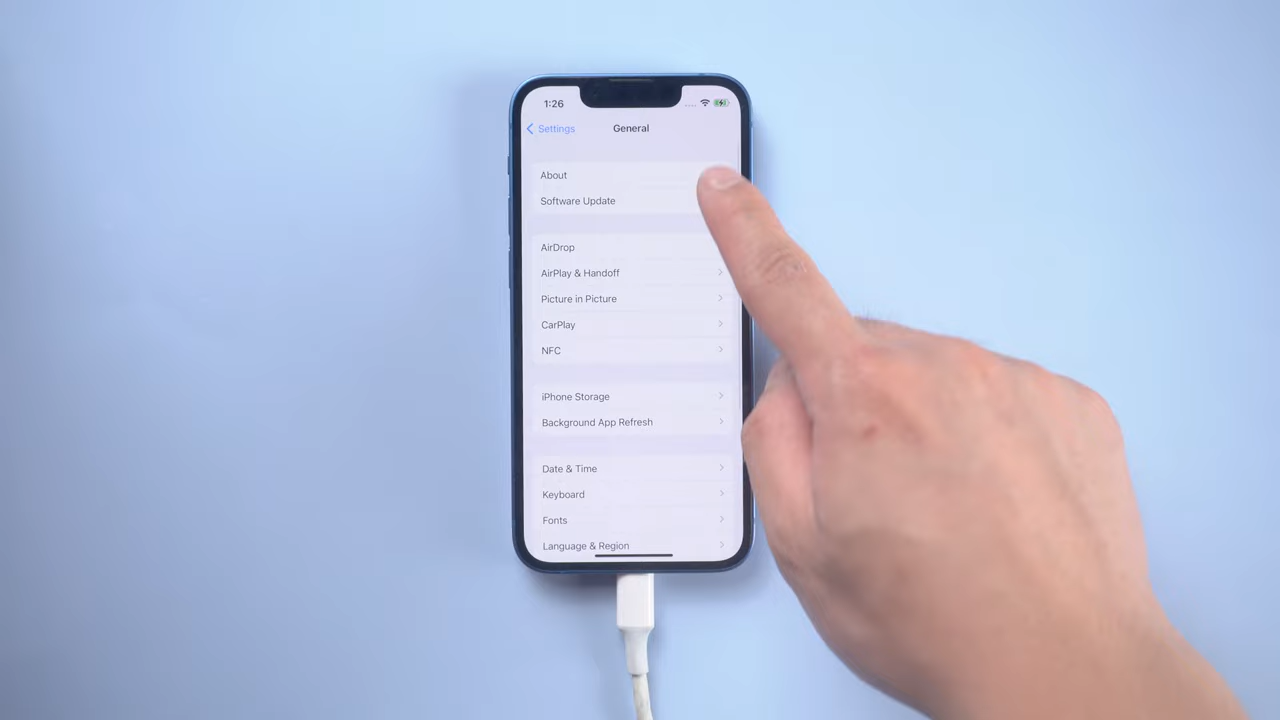 1:26
Settings
General
About
Software Update
AirDrop
AirPlay & Handoff
Picture in Picture
CarPlay
NFC
iPhone Storage
Background App Refresh
Date & Time
Keyboard
Fonts
Language & Region